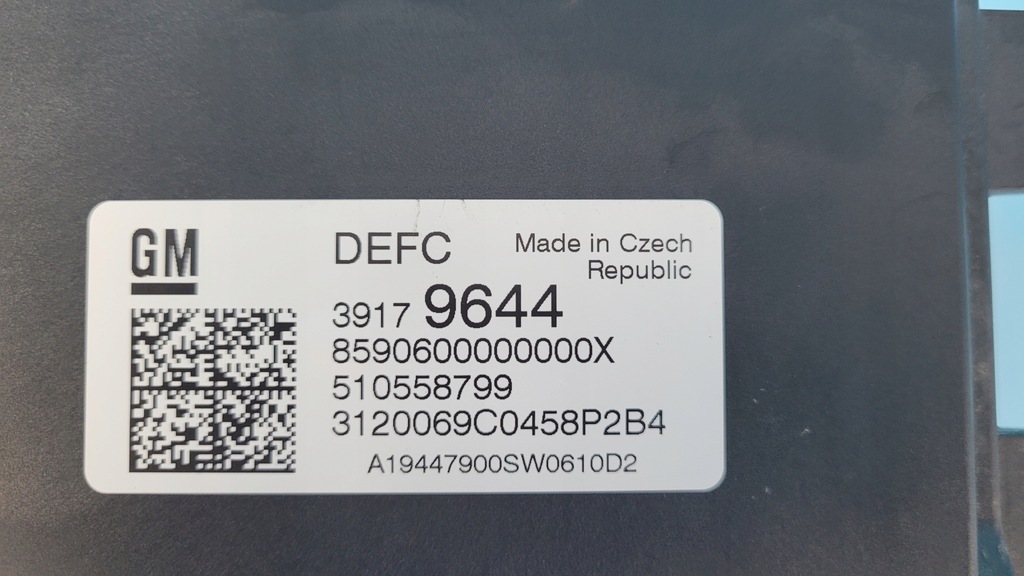 GM
DEFC
Made in Czech
Republic
3917 9644
8590600000000X
510558799
3120069C0458P2B4
A19447900SW0610D2